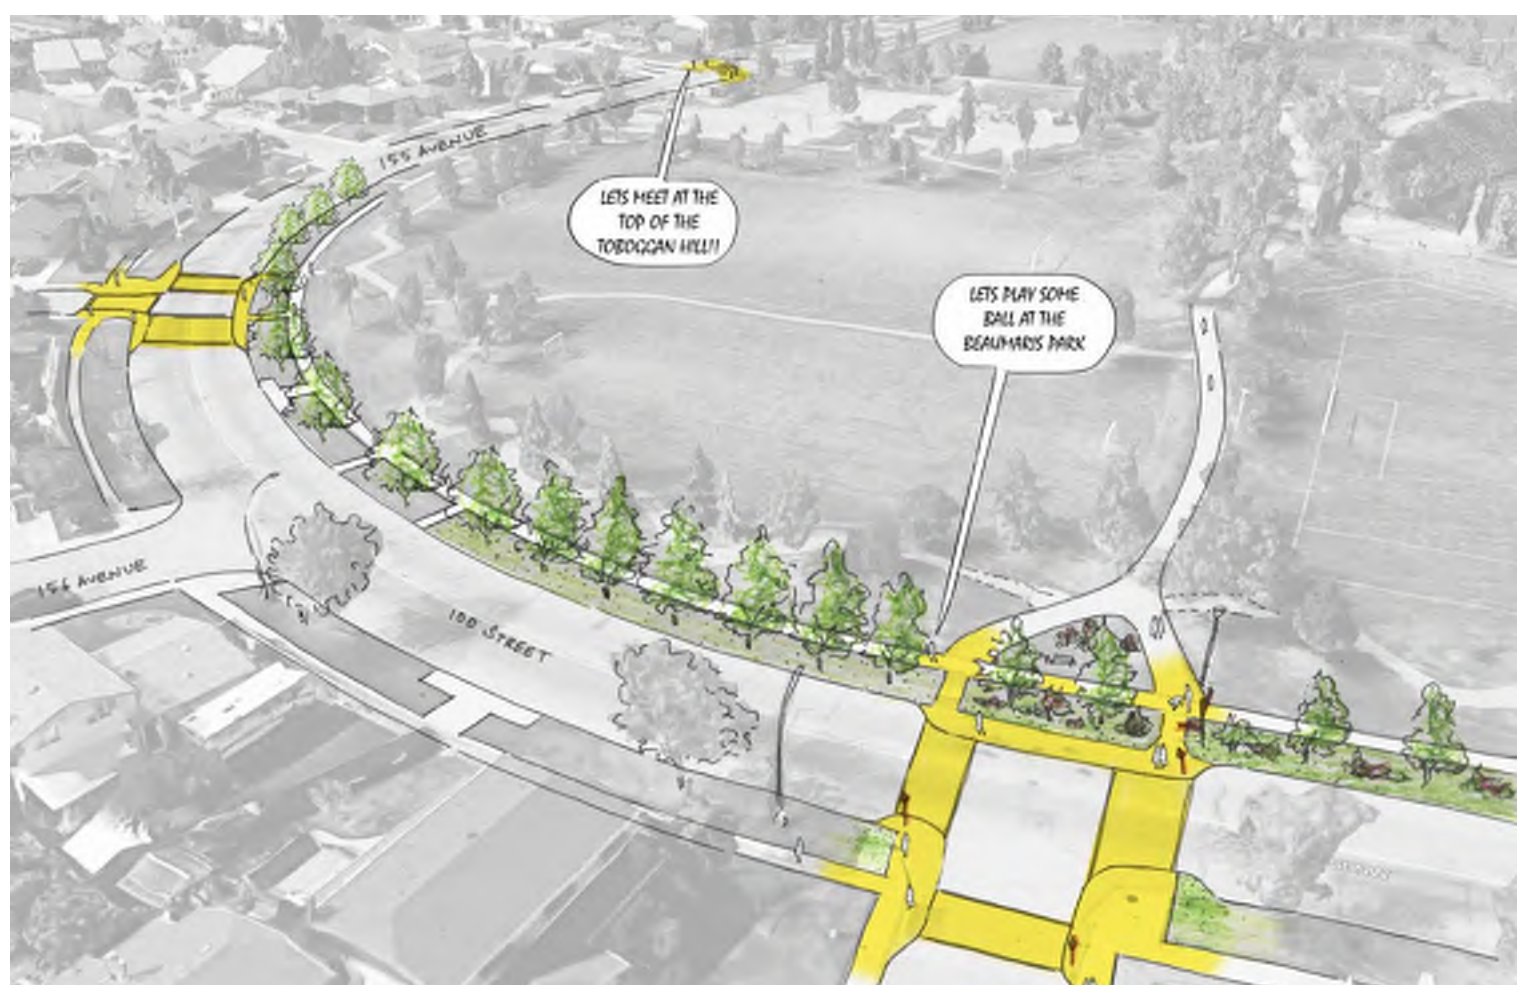 155 AVENUE
LETS MEET AT THE
TOP OF THE
TOBOGGAN HILL!!
LETS PLAY SOME
BALL AT THE
BEAUMARIS PARK
156 AVENUE
100 STREET